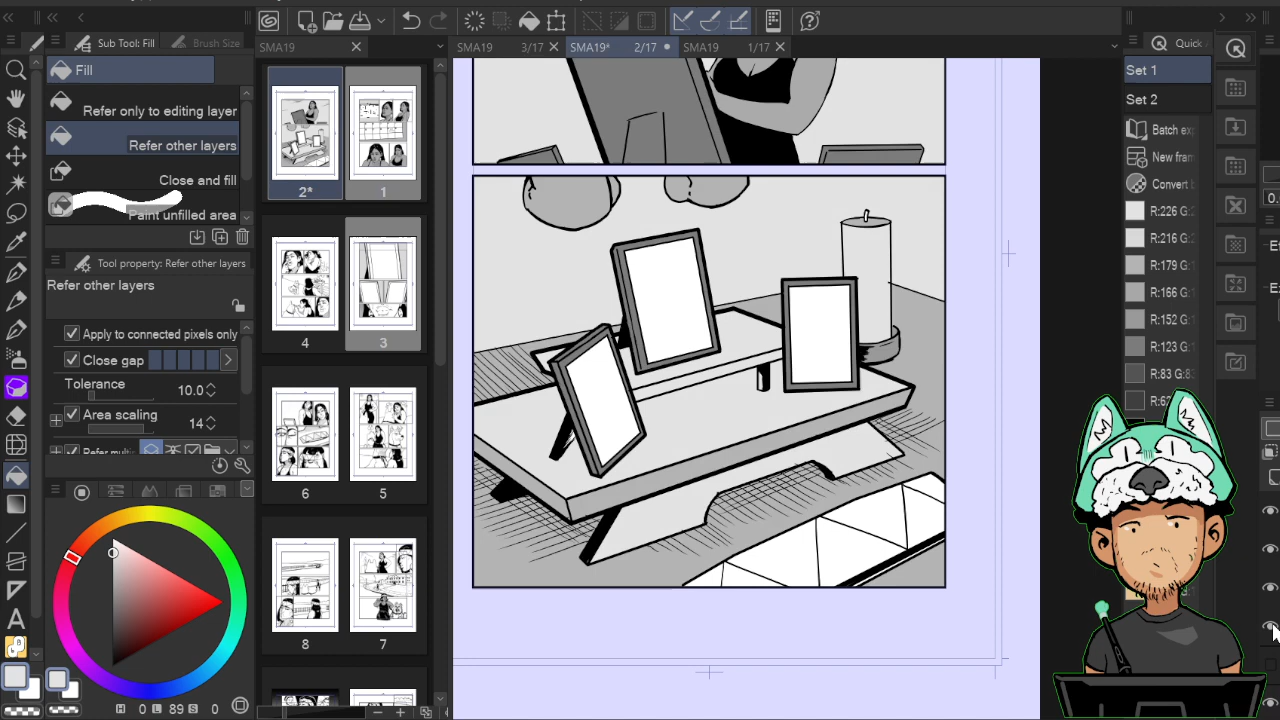 Sub Tool: Fill
Brush Size
SMA19
SMA19
3/17
SMA19*
2/17
SMA19
1/17
Quick
Fill
Refer only to editing layer
Refer other layers
Close and fill
Paint unfilled area
Tool property: Refer other layers
Refer other layers
Apply to connected pixels only
Close gap
Tolerance
10.0
Area scaling
14
Refer multi
H 0 L 89 S 0
2*
1
4
3
6
5
8
7
Set 1
Set 2
Batch ex
New fram
Convert b
R:226 G:
R:216 G:
R:179 G:
R:166 G:
R:152 G:
R:123 G:
R:83 G:8
R:62